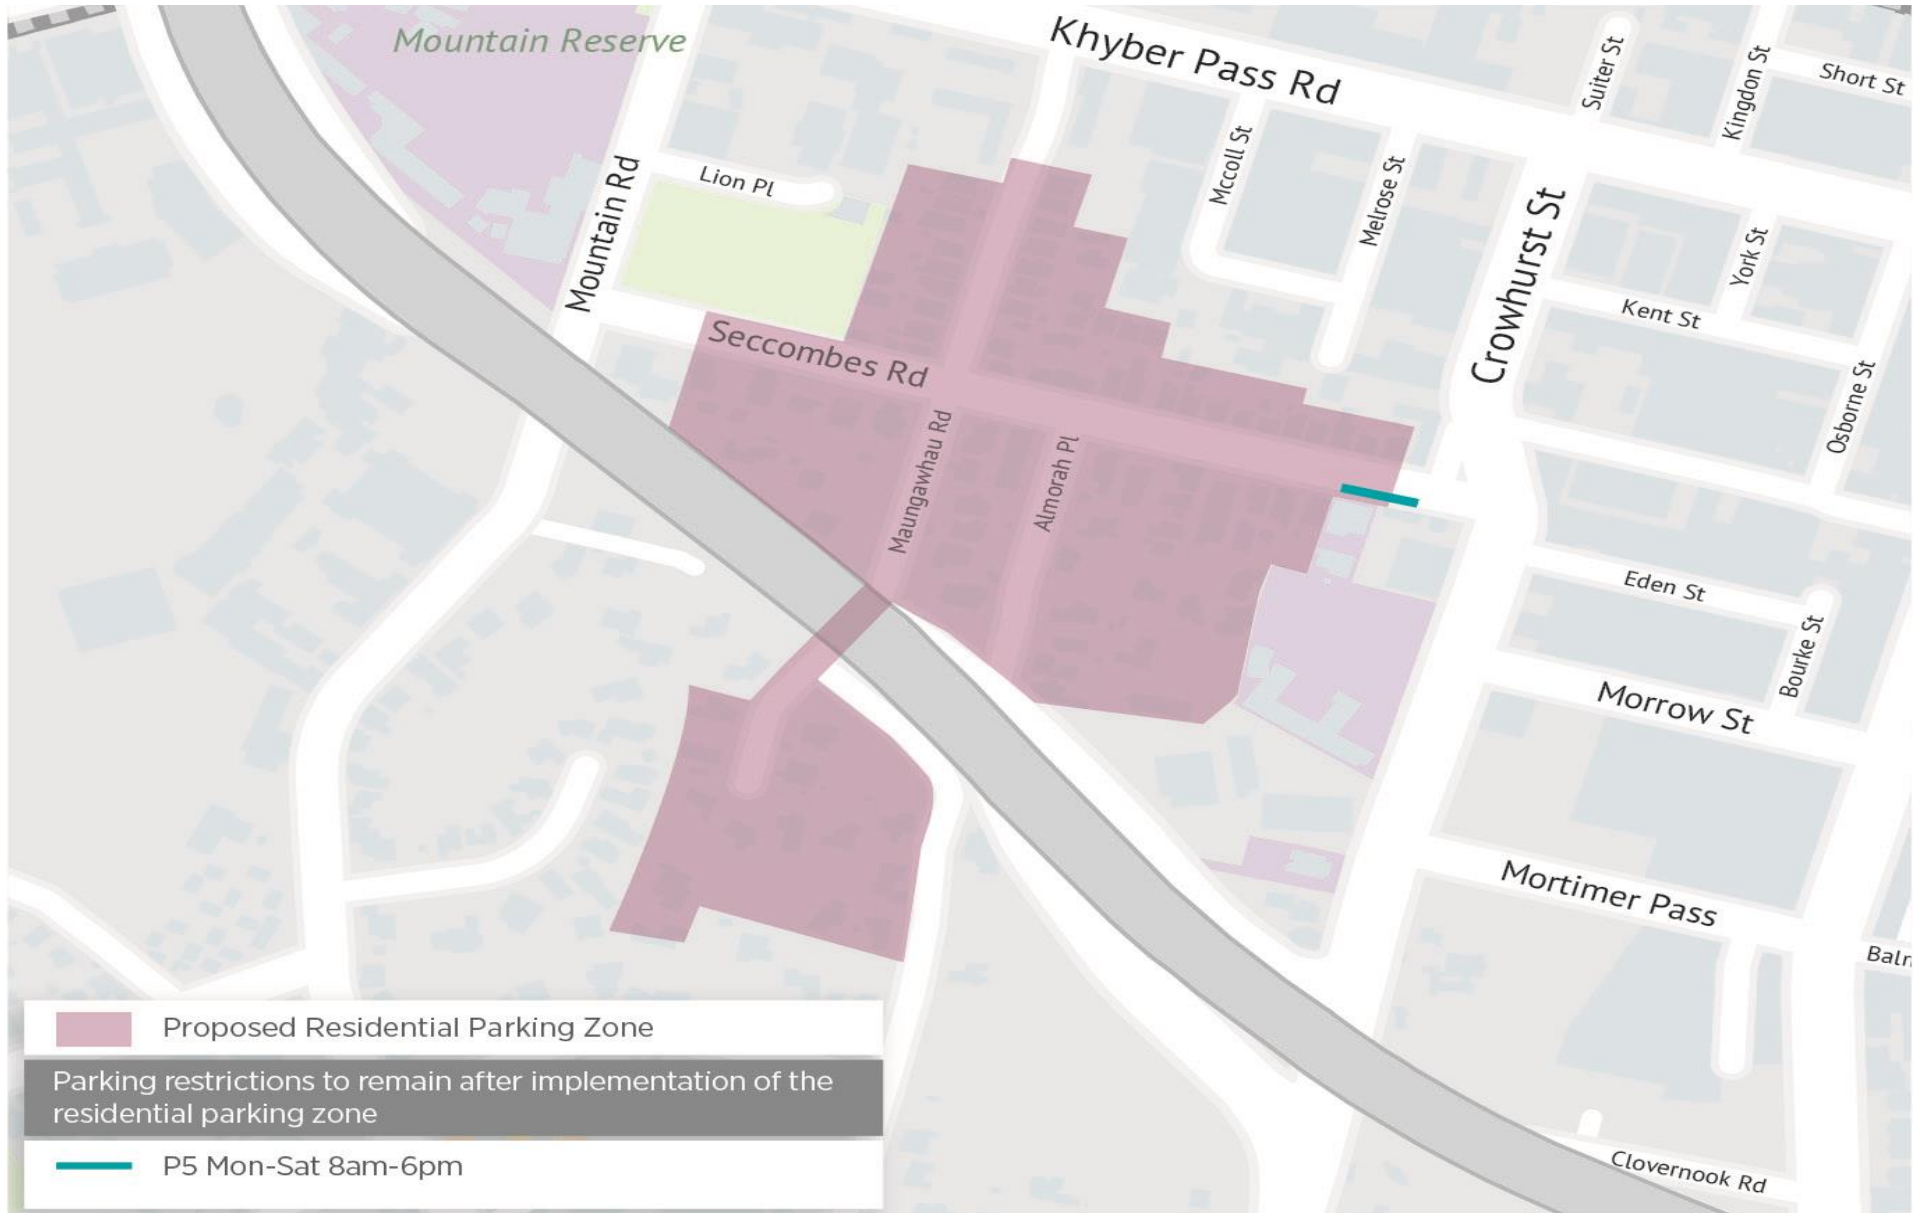 Mountain Reserve
Khyber Pass Rd
Suiter St
Kingdon St
Short St
Mountain Rd
Lion Pl
Mccoll St
Melrose St
Crowhurst St
York St
Kent St
Osborne St
Seccombes Rd
Maungawhau Rd
Almorah Pl
Eden St
Bourke St
Morrow St
Mortimer Pass
Baln
Clovernook Rd
Proposed Residential Parking Zone
Parking restrictions to remain after implementation of the
residential parking zone
P5 Mon-Sat 8am-6pm